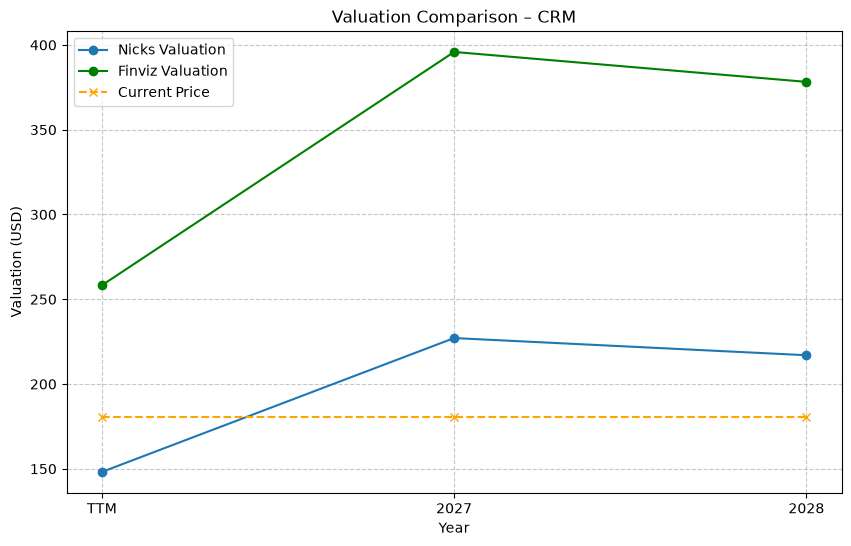 Valuation Comparison – CRM
Nicks Valuation
Finviz Valuation
Current Price
Valuation (USD)
400
350
300
250
200
150
TTM
2027
2028
Year